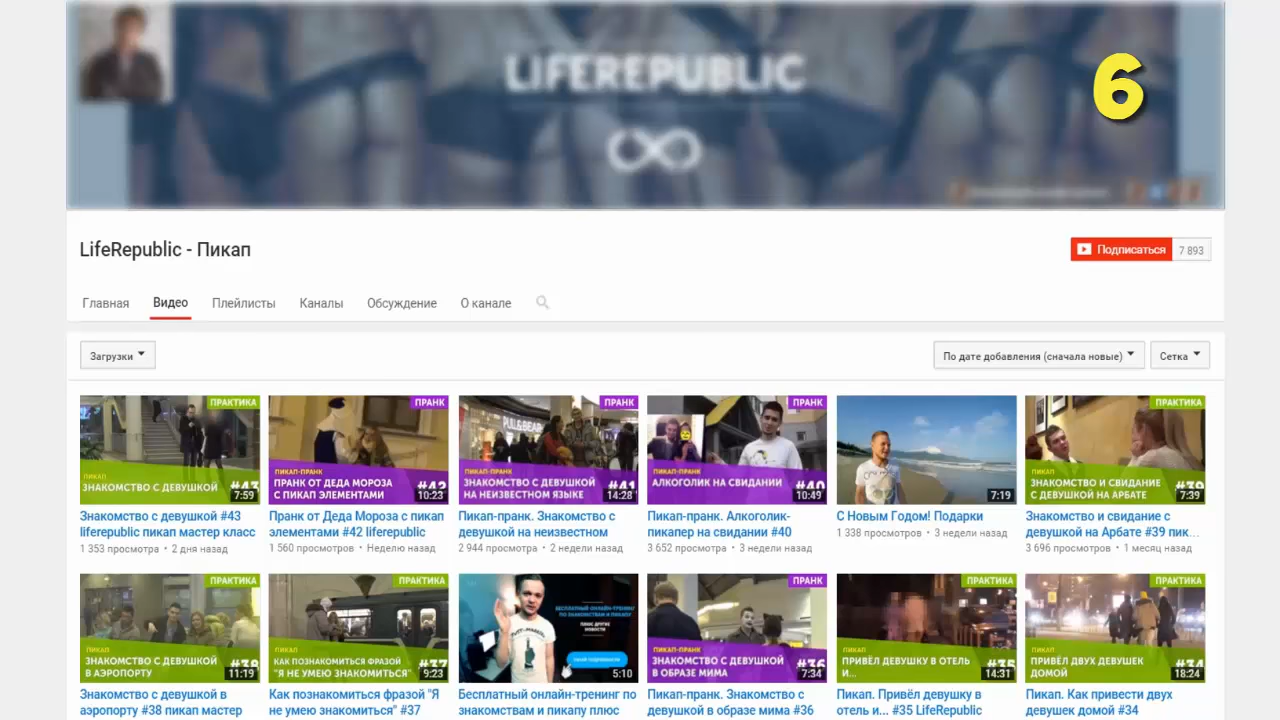 LIFEREPUBLIC
6
LifeRepublic - Пикап
Подписаться
7 893
Главная
Видео
Плейлисты
Каналы
Обсуждение
О канале
Загрузки
По дате добавления (сначала новые)
Сетка
ПРАКТИКА
ПИКАП
ЗНАКОМСТВО С ДЕВУШКОЙ
#43
7:59
Знакомство с девушкой #43
liferepublic пикап мастер класс
1 353 просмотра • 2 дня назад
ПРАНК
ПИКАП-ПРАНК
ПРАНК ОТ ДЕДА МОРОЗА
С ПИКАП ЭЛЕМЕНТАМИ
#42
10:23
Пранк от Деда Мороза с пикап
элементами #42 liferepublic
1 560 просмотров • Неделю назад
ПРАНК
PULL&BEAR
ПИКАП-ПРАНК
ЗНАКОМСТВО С ДЕВУШКОЙ
НА НЕИЗВЕСТНОМ ЯЗЫКЕ
#41
14:28
Пикап-пранк. Знакомство с
девушкой на неизвестном
2 944 просмотра • 2 недели назад
ПРАНК
ПИКАП-ПРАНК
АЛКОГОЛИК НА СВИДАНИИ
#40
10:49
Пикап-пранк. Алкоголик-
пикапер на свидании #40
3 652 просмотра • 3 недели назад
7:19
С Новым Годом! Подарки
1 338 просмотров • 3 недели назад
ПРАКТИКА
ПИКАП
ЗНАКОМСТВО И СВИДАНИЕ
С ДЕВУШКОЙ НА АРБАТЕ
#39
7:39
Знакомство и свидание с
девушкой на Арбате #39 пик...
3 696 просмотров • 1 месяц назад
ПРАКТИКА
ПИКАП
ЗНАКОМСТВО С ДЕВУШКОЙ
В АЭРОПОРТУ
#38
11:19
Знакомство с девушкой в
аэропорту #38 пикап мастер
ПРАКТИКА
ПИКАП
КАК ПОЗНАКОМИТЬСЯ ФРАЗОЙ
"Я НЕ УМЕЮ ЗНАКОМИТЬСЯ"
#37
9:23
Как познакомиться фразой "Я
не умею знакомиться" #37
БЕСПЛАТНЫЙ ОНЛАЙН-ТРЕНИНГ
ПО ЗНАКОМСТВАМ И ПИКАПУ
ПЛЮС ДРУГИЕ
НОВОСТИ
5:10
Бесплатный онлайн-тренинг по
знакомствам и пикапу плюс
ПРАНК
ПИКАП-ПРАНК
ЗНАКОМСТВО С ДЕВУШКОЙ
В ОБРАЗЕ МИМА
#36
7:34
Пикап-пранк. Знакомство с
девушкой в образе мима #36
ПРАКТИКА
ПИКАП
ПРИВЁЛ ДЕВУШКУ В ОТЕЛЬ
И...
#35
14:31
Пикап. Привёл девушку в
отель и... #35 LifeRepublic
ПРАКТИКА
ПИКАП
ПРИВЁЛ ДВУХ ДЕВУШЕК
ДОМОЙ
#34
18:24
Пикап. Как привести двух
девушек домой #34